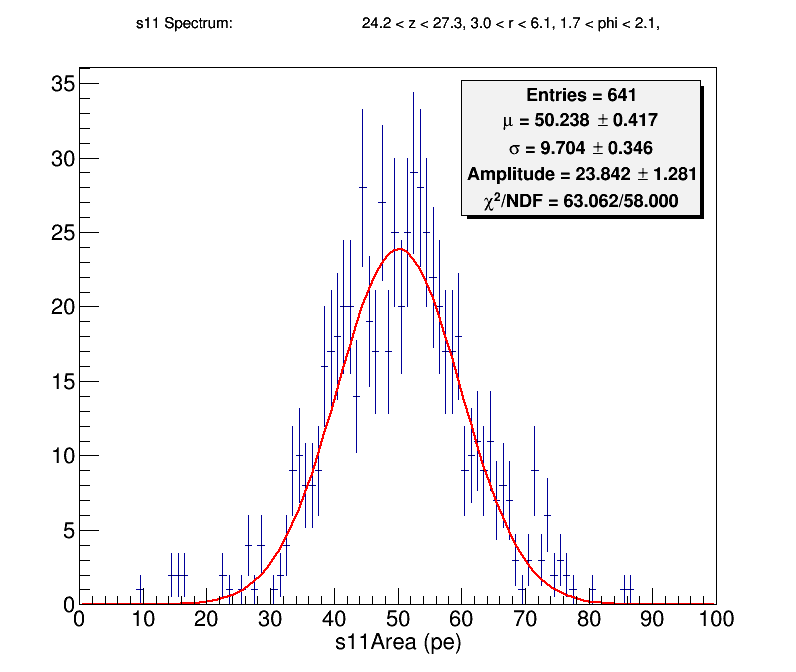 s11 Spectrum: 24.2 < z < 27.3, 3.0 < r < 6.1, 1.7 < phi < 2.1,
Entries = 641
μ = 50.238 ± 0.417
σ = 9.704 ± 0.346
Amplitude = 23.842 ± 1.281
χ²/NDF = 63.062/58.000
35
30
25
20
15
10
5
0
0 10 20 30 40 50 60 70 80 90 100
s11Area (pe)